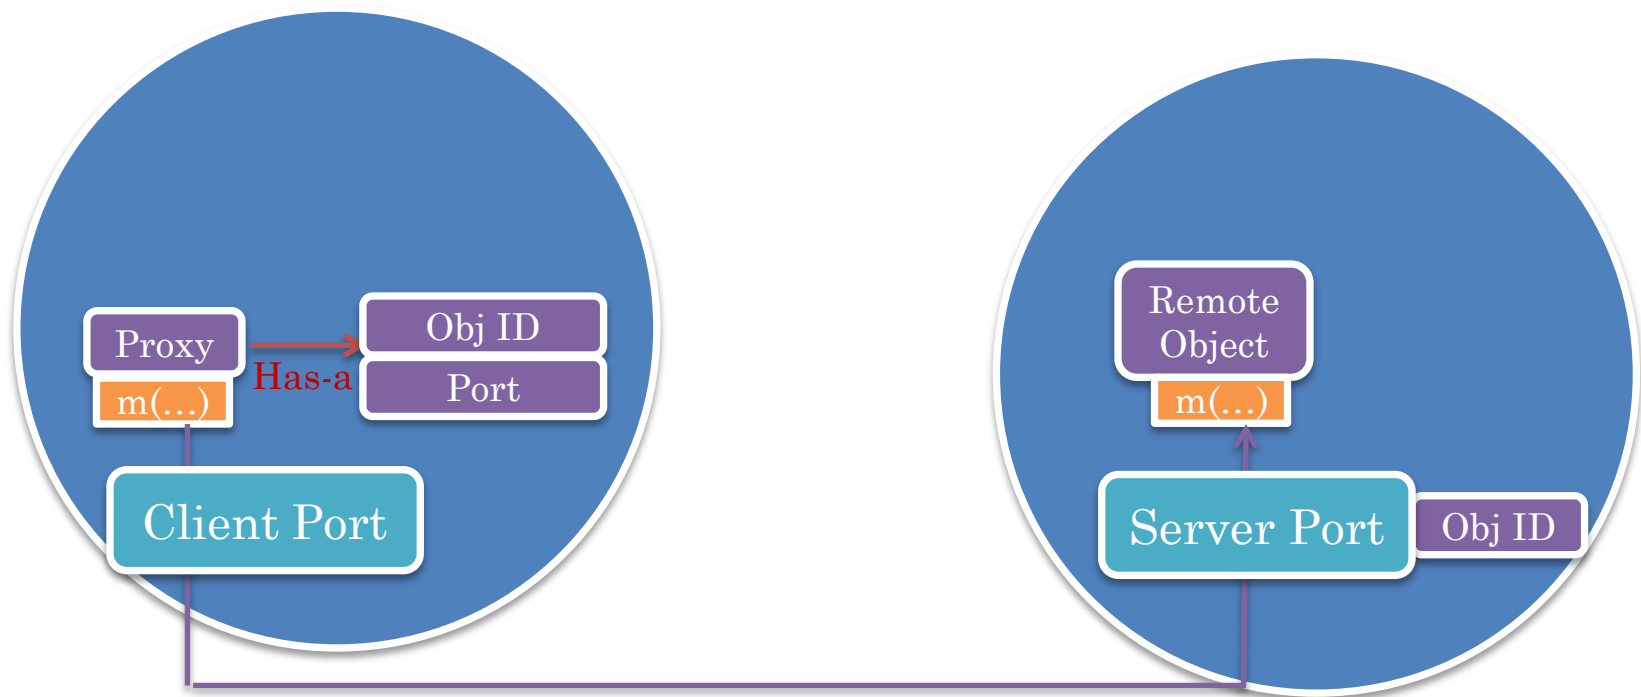 Proxy
m(...)
Has-a
Obj ID
Port
Client Port
Remote
Object
m(...)
Server Port
Obj ID